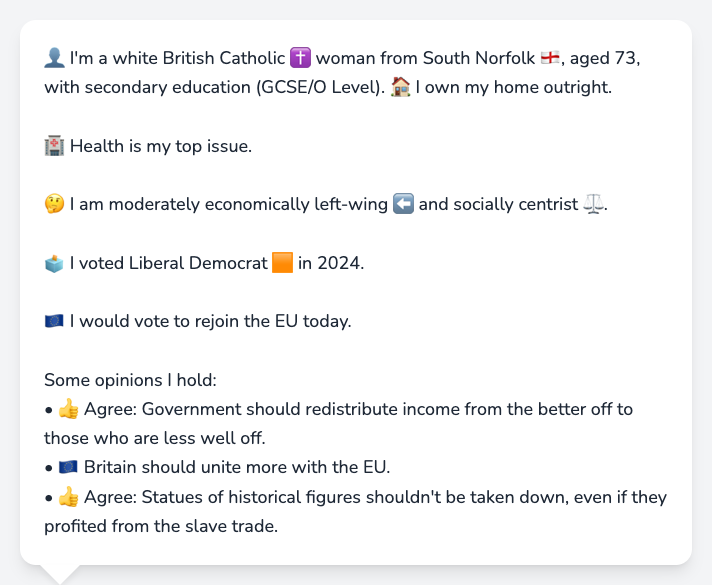 👤 I'm a white British Catholic ✝️ woman from South Norfolk 🏴󠁧󠁢󠁥󠁮󠁧󠁿, aged 73,
with secondary education (GCSE/O Level). 🏠 I own my home outright.
🏥 Health is my top issue.
🤔 I am moderately economically left-wing ⬅️ and socially centrist ⚖️.
🗳️ I voted Liberal Democrat 🟧 in 2024.
🇪🇺 I would vote to rejoin the EU today.
Some opinions I hold:
• 👍 Agree: Government should redistribute income from the better off to
those who are less well off.
• 🇪🇺 Britain should unite more with the EU.
• 👍 Agree: Statues of historical figures shouldn't be taken down, even if they
profited from the slave trade.